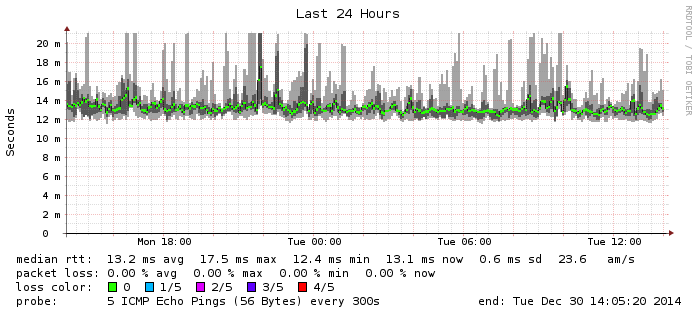 Last 24 Hours
RRDTOOL / TOBI OETIKER
Seconds
20 m
18 m
16 m
14 m
12 m
10 m
8 m
6 m
4 m
2 m
0
Mon 18:00 Tue 00:00 Tue 06:00 Tue 12:00
median rtt: 13.2 ms avg 17.5 ms max 12.4 ms min 13.1 ms now 0.6 ms sd 23.6 am/s
packet loss: 0.00 % avg 0.00 % max 0.00 % min 0.00 % now
loss color: 0 1/5 2/5 3/5 4/5
probe: 5 ICMP Echo Pings (56 Bytes) every 300s end: Tue Dec 30 14:05:20 2014